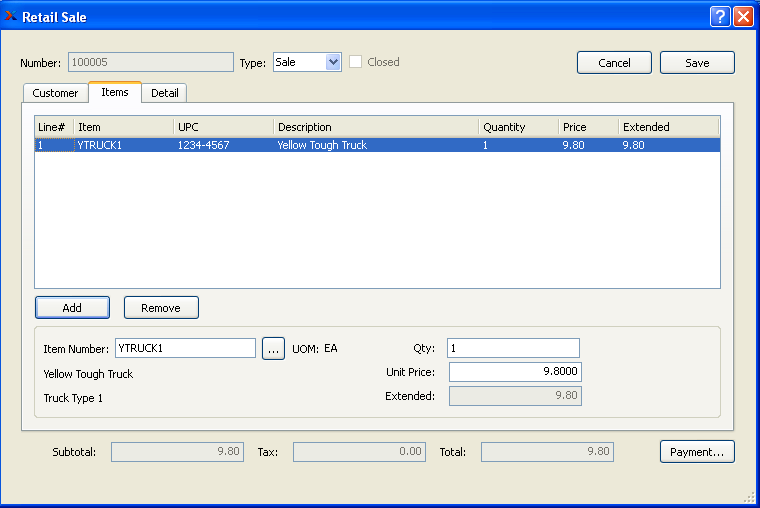 Retail Sale
Number: 100005 Type: Sale Closed Cancel Save
Customer Items Detail
Line# Item UPC Description Quantity Price Extended
1 YTRUCK1 1234-4567 Yellow Tough Truck 1 9.80 9.80
Add Remove
Item Number: YTRUCK1 ... UOM: EA Qty: 1
Yellow Tough Truck Unit Price: 9.8000
Truck Type 1 Extended: 9.80
Subtotal: 9.80 Tax: 0.00 Total: 9.80 Payment...